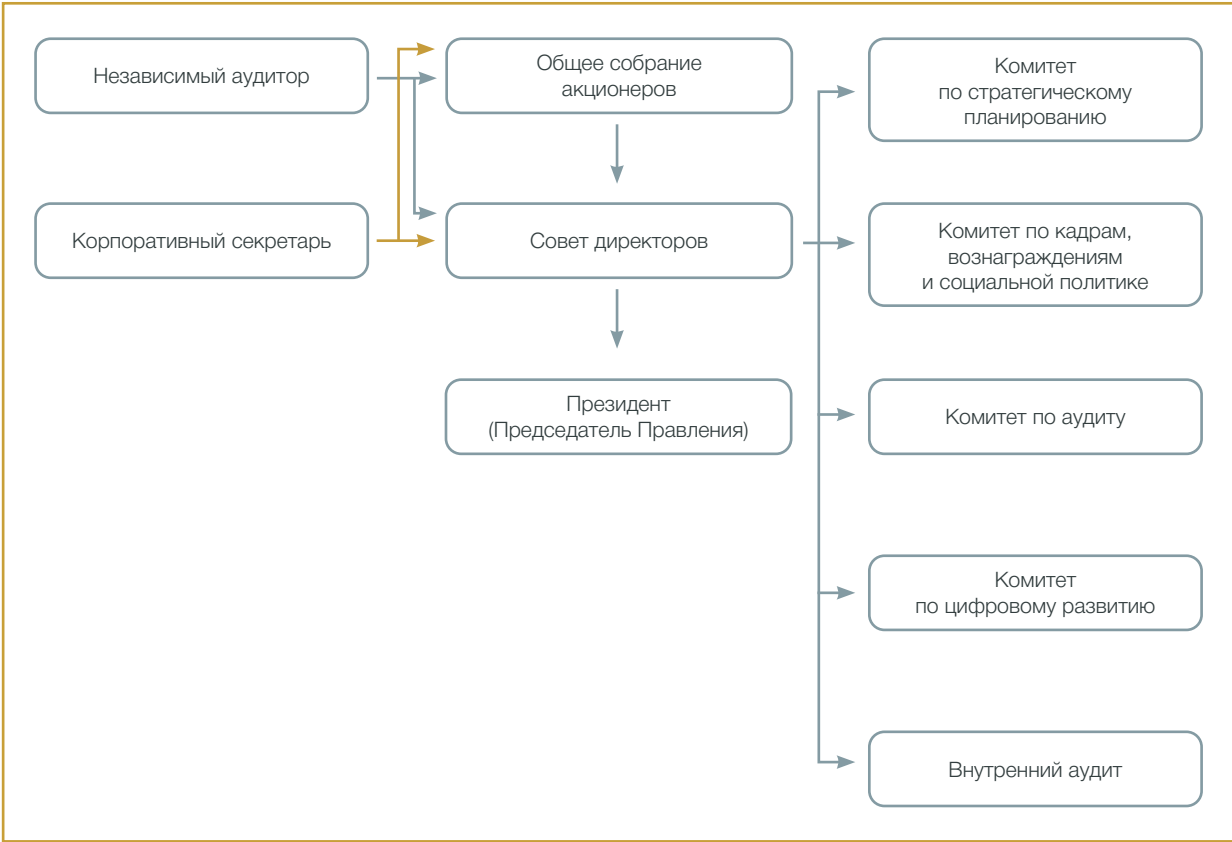 Независимый аудитор
Общее собрание
акционеров
Комитет
по стратегическому
планированию
Корпоративный секретарь
Совет директоров
Комитет по кадрам,
вознаграждениям
и социальной политике
Президент
(Председатель Правления)
Комитет по аудиту
Комитет
по цифровому развитию
Внутренний аудит